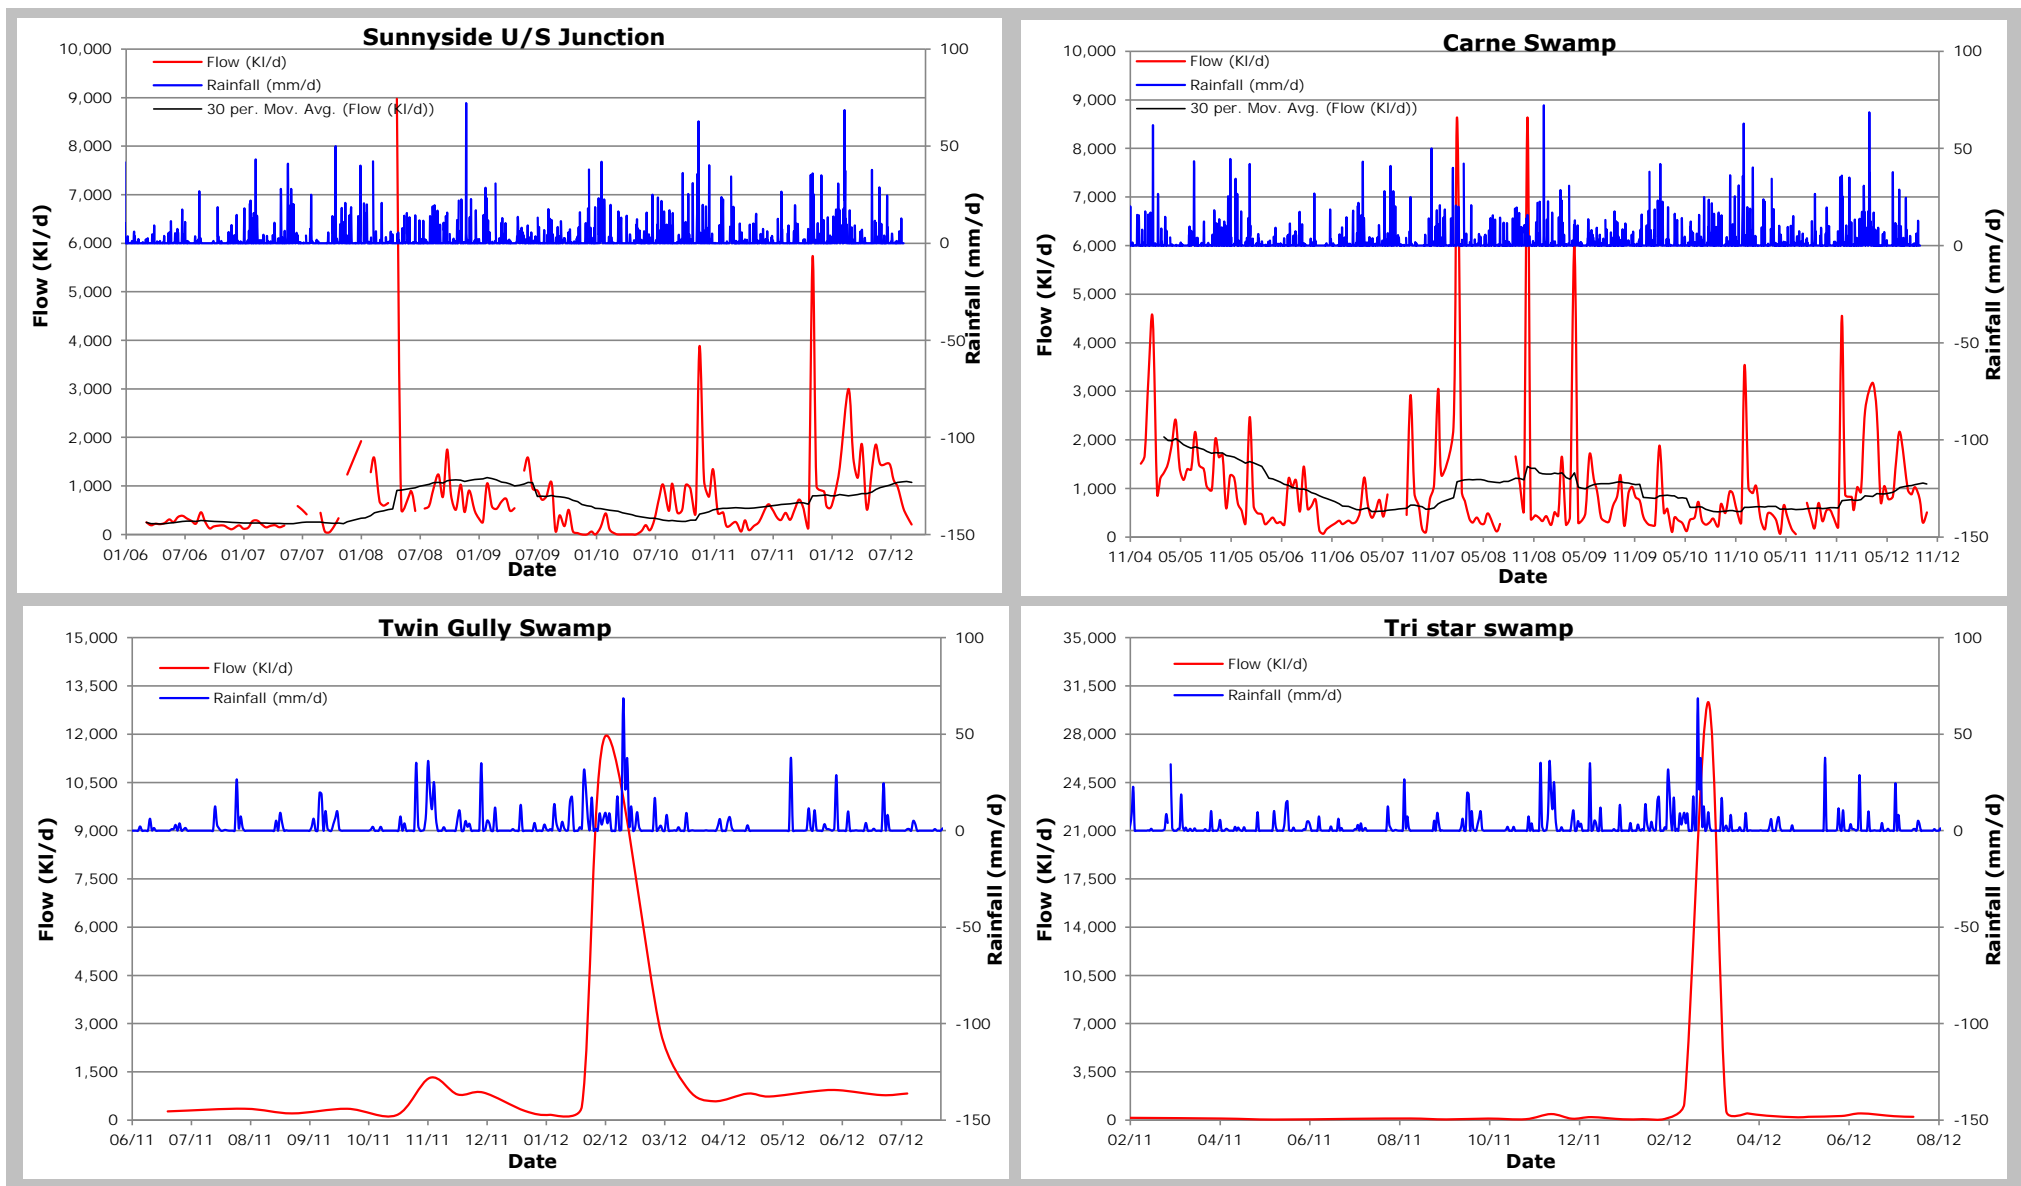 Sunnyside U/S Junction
Flow (Kl/d)
Rainfall (mm/d)
30 per. Mov. Avg. (Flow (Kl/d))
10,000
9,000
8,000
7,000
6,000
5,000
4,000
3,000
2,000
1,000
0
Flow (Kl/d)
100
50
0
-50
-100
-150
Rainfall (mm/d)
01/06 07/06 01/07 07/07 01/08 07/08 01/09 07/09 01/10 07/10 01/11 07/11 01/12 07/12
Date
Carne Swamp
Flow (Kl/d)
Rainfall (mm/d)
30 per. Mov. Avg. (Flow (Kl/d))
10,000
9,000
8,000
7,000
6,000
5,000
4,000
3,000
2,000
1,000
0
Flow (Kl/d)
100
50
0
-50
-100
-150
Rainfall (mm/d)
11/04 05/05 11/05 05/06 11/06 05/07 11/07 05/08 11/08 05/09 11/09 05/10 11/10 05/11 11/11 05/12 11/12
Date
Twin Gully Swamp
Flow (Kl/d)
Rainfall (mm/d)
15,000
13,500
12,000
10,500
9,000
7,500
6,000
4,500
3,000
1,500
0
Flow (Kl/d)
100
50
0
-50
-100
-150
Rainfall (mm/d)
06/11 07/11 08/11 09/11 10/11 11/11 12/11 01/12 02/12 03/12 04/12 05/12 06/12 07/12
Date
Tri star swamp
Flow (Kl/d)
Rainfall (mm/d)
35,000
31,500
28,000
24,500
21,000
17,500
14,000
10,500
7,000
3,500
0
Flow (Kl/d)
100
50
0
-50
-100
-150
Rainfall (mm/d)
02/11 04/11 06/11 08/11 10/11 12/11 02/12 04/12 06/12 08/12
Date